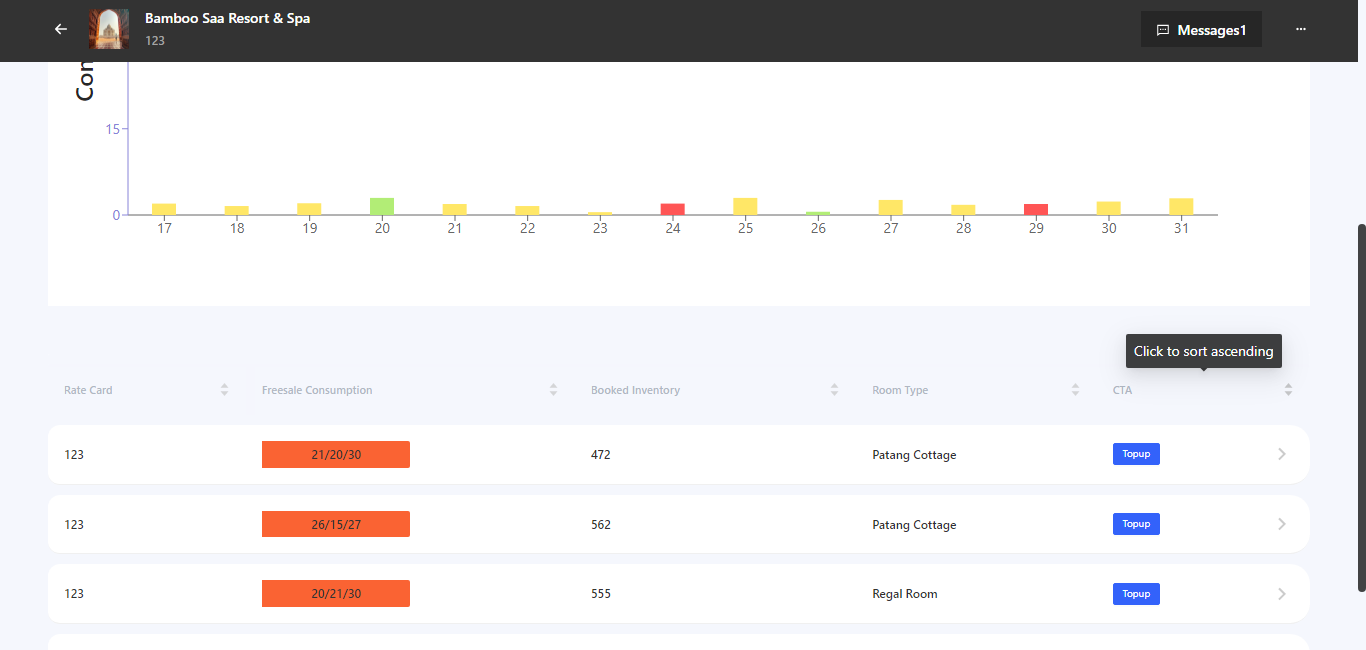 Bamboo Saa Resort & Spa
123
Messages1
Con
15
0
17 18 19 20 21 22 23 24 25 26 27 28 29 30 31
Click to sort ascending
Rate Card Freesale Consumption Booked Inventory Room Type CTA
123 21/20/30 472 Patang Cottage Topup
123 26/15/27 562 Patang Cottage Topup
123 20/21/30 555 Regal Room Topup